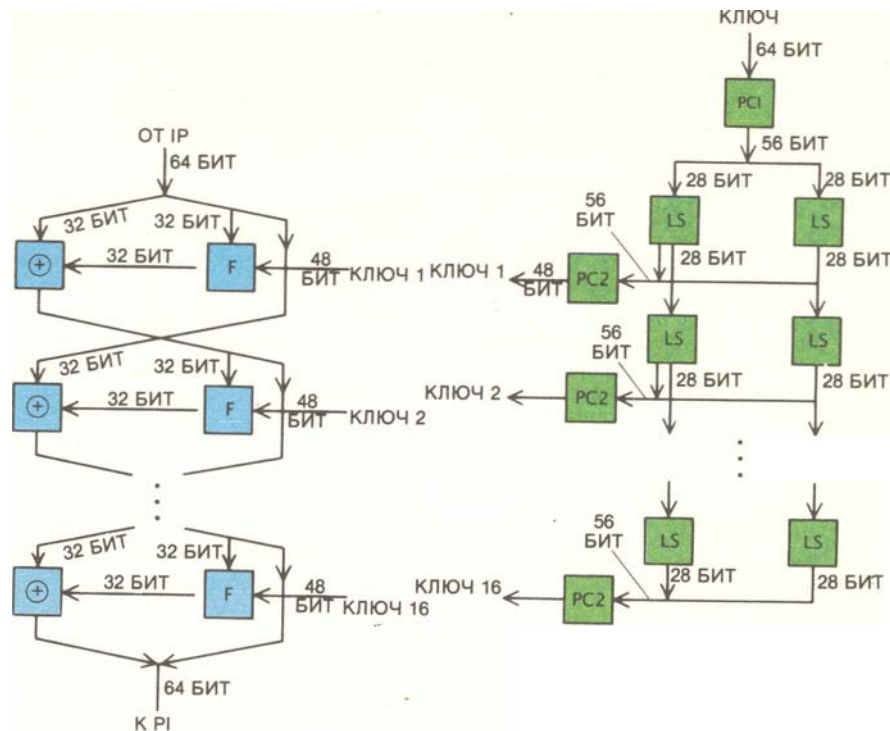 КЛЮЧ
64 БИТ
PC1
56 БИТ
28 БИТ
28 БИТ
LS
LS
56 БИТ
28 БИТ
28 БИТ
PC2
48 БИТ
КЛЮЧ 1
LS
LS
56 БИТ
28 БИТ
28 БИТ
PC2
КЛЮЧ 2
LS
LS
56 БИТ
28 БИТ
28 БИТ
PC2
КЛЮЧ 16
ОТ IP
64 БИТ
32 БИТ
32 БИТ
32 БИТ
F
48 БИТ
КЛЮЧ 1
32 БИТ
32 БИТ
32 БИТ
F
48 БИТ
КЛЮЧ 2
32 БИТ
32 БИТ
32 БИТ
F
48 БИТ
КЛЮЧ 16
64 БИТ
К PI